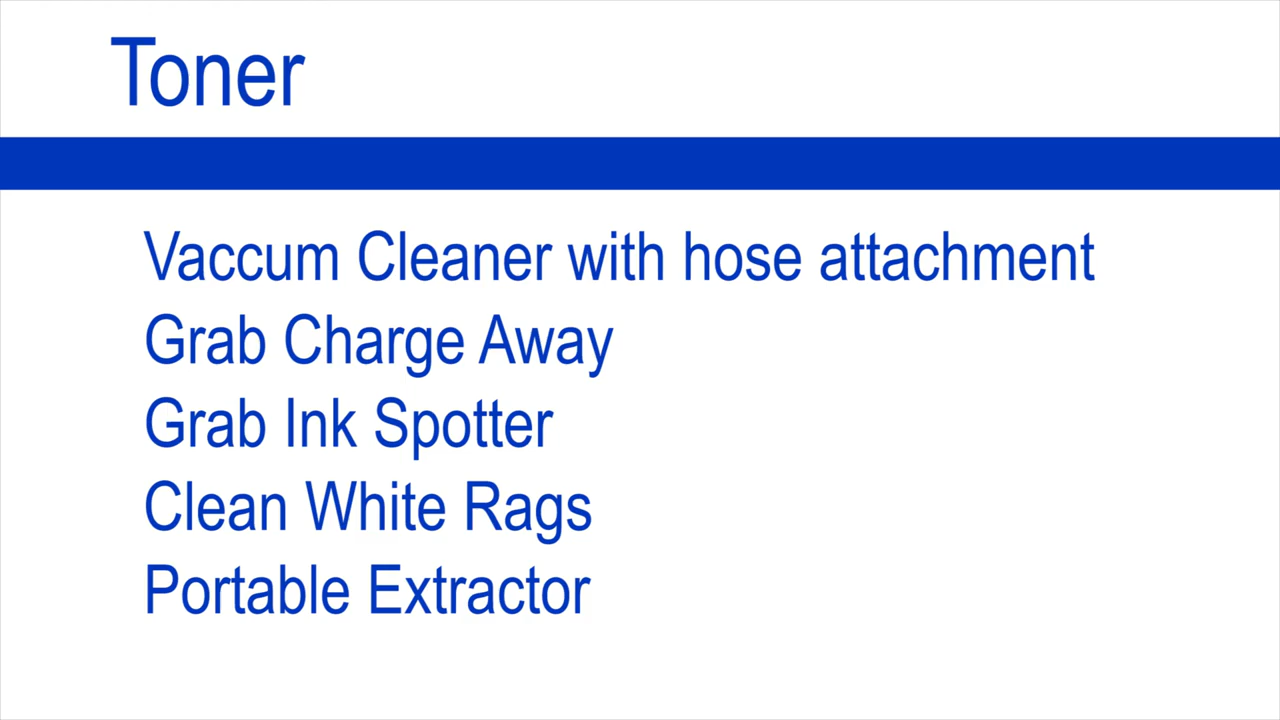 Toner
Vaccum Cleaner with hose attachment
Grab Charge Away
Grab Ink Spotter
Clean White Rags
Portable Extractor